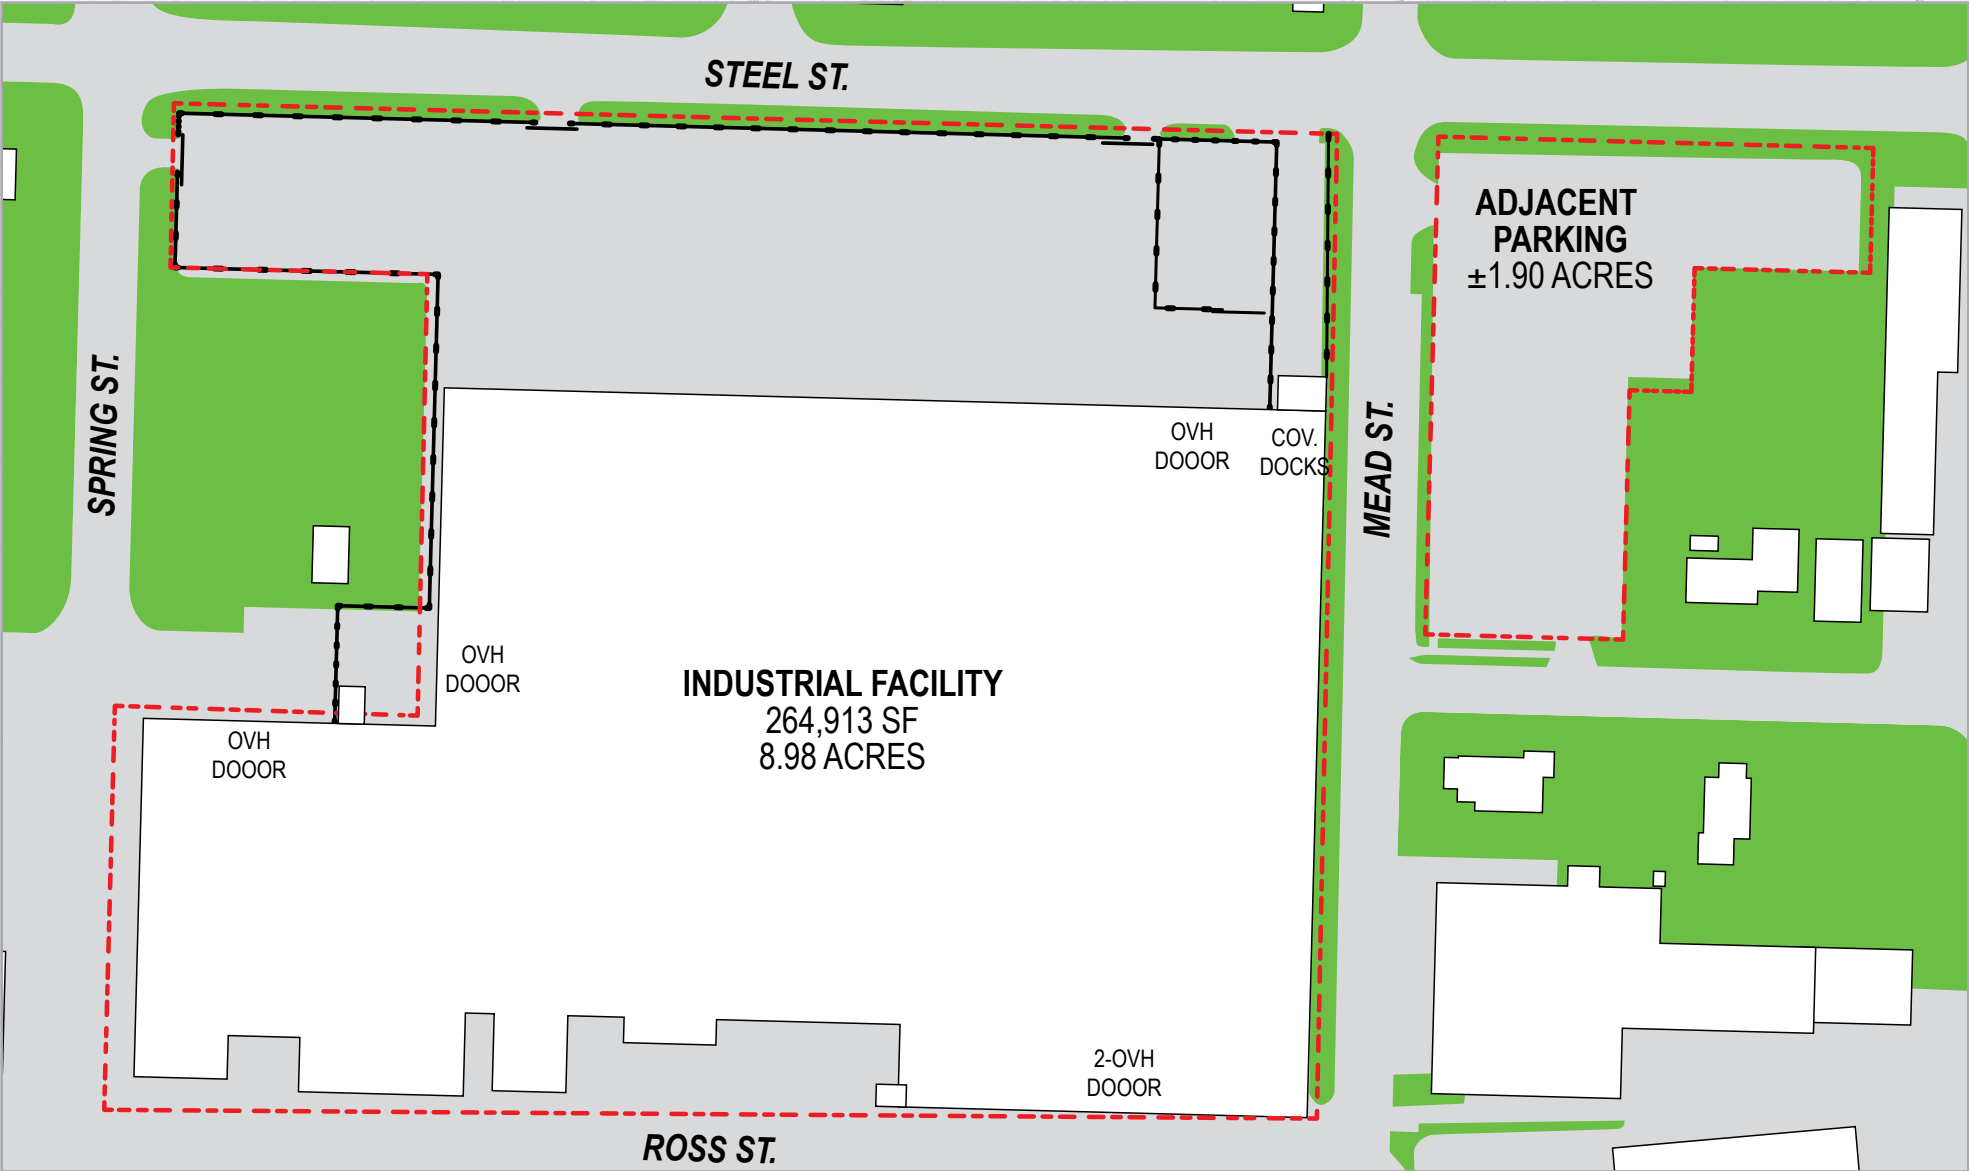 STEEL ST.
ADJACENT
PARKING
±1.90 ACRES
SPRING ST.
MEAD ST.
OVH
DOOOR
COV.
DOCKS
OVH
DOOOR
INDUSTRIAL FACILITY
264,913 SF
8.98 ACRES
OVH
DOOOR
2-OVH
DOOOR
ROSS ST.